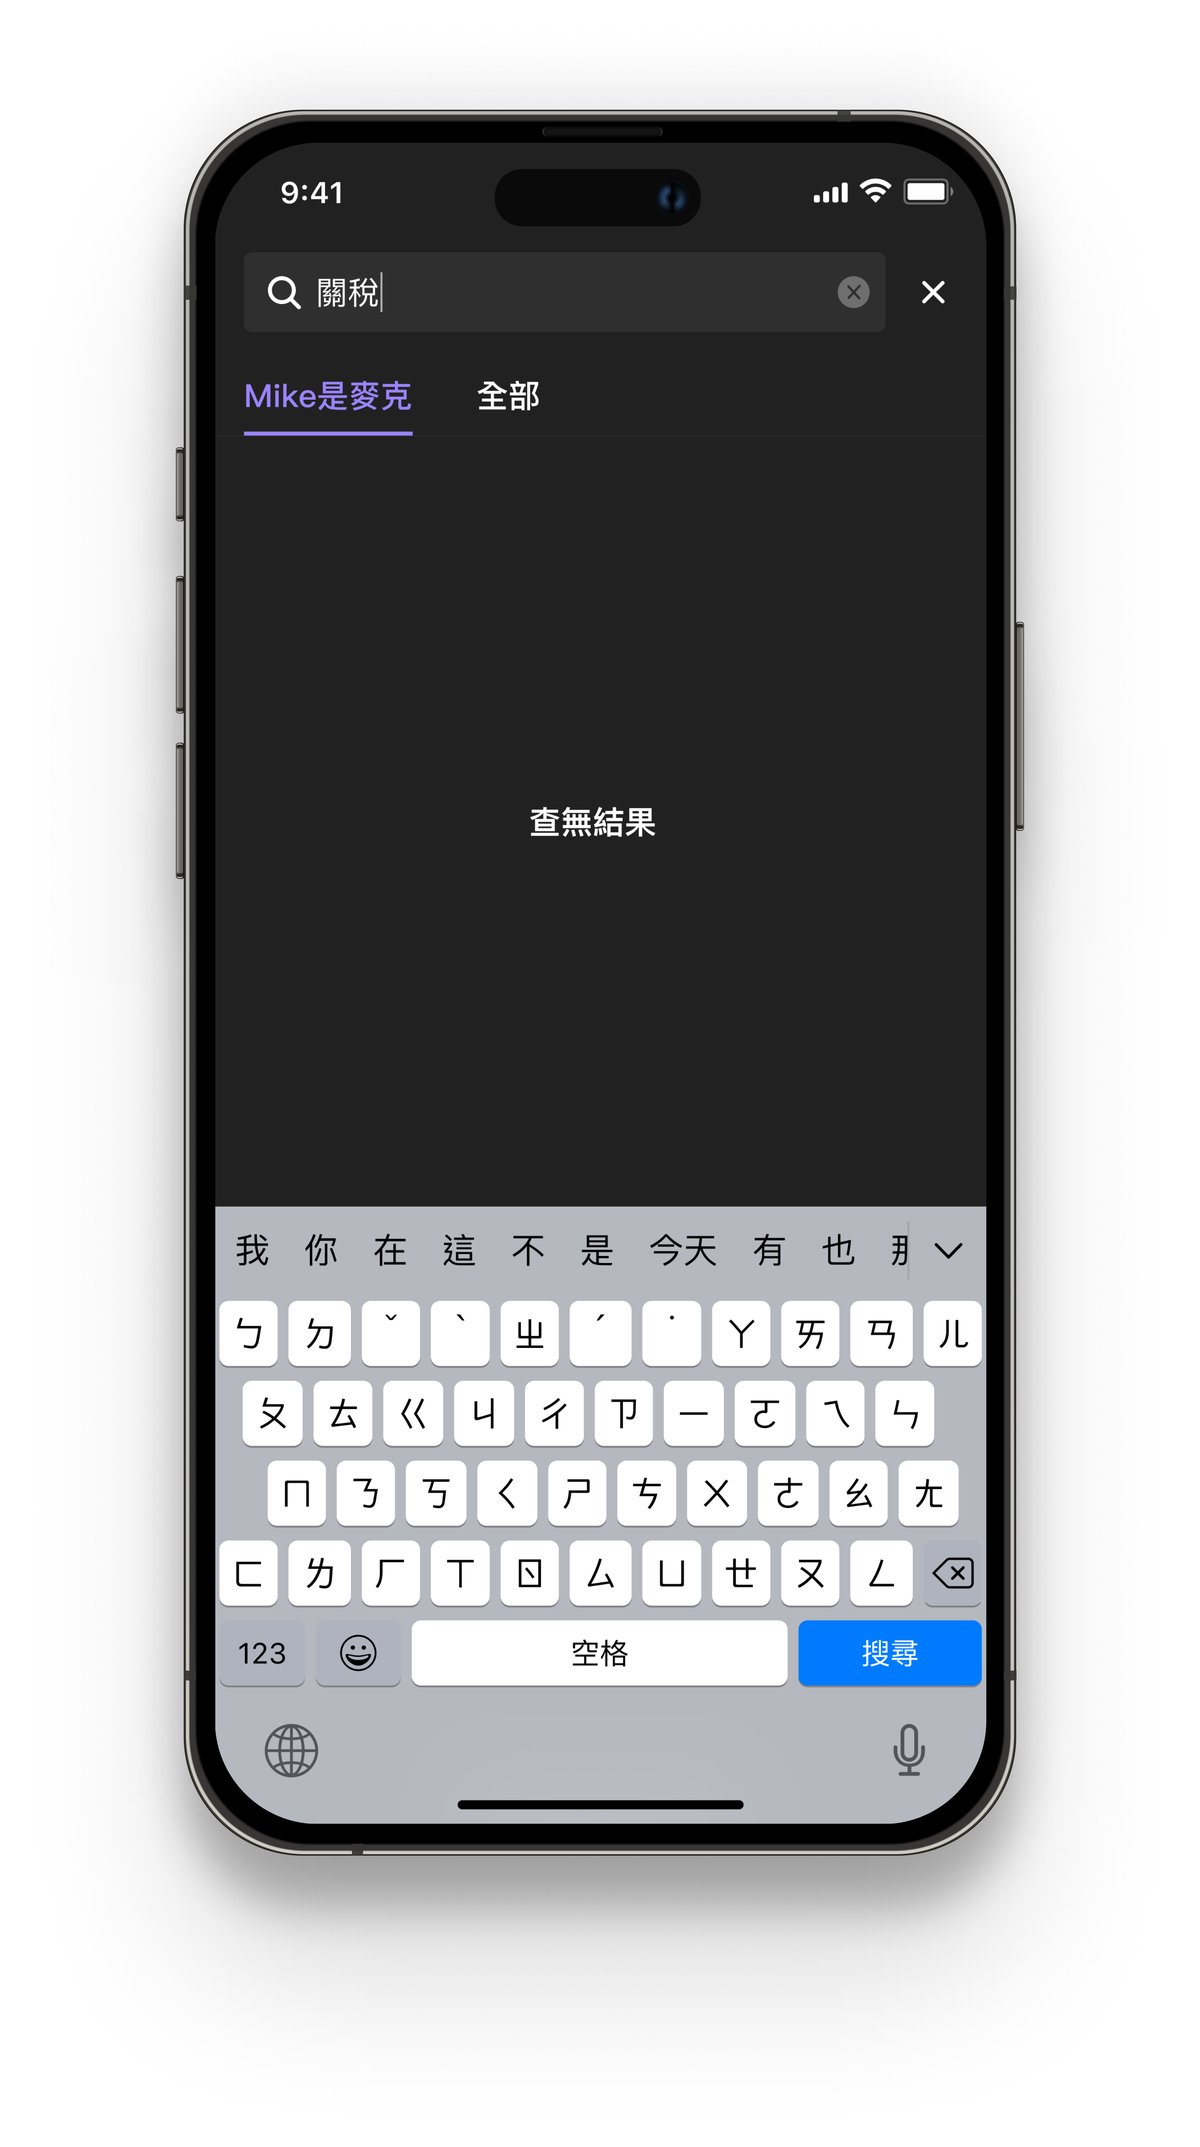 9:41
關稅
Mike是麥克 全部
查無結果
我 你 在 這 不 是 今天 有 也
ㄅ ㄉ ˇ ˋ ㄓ ˊ ˙ ㄚ ㄞ ㄢ ㄦ
ㄆ ㄊ ㄍ ㄐ ㄔ ㄗ ㄧ ㄛ ㄟ ㄣ
ㄇ ㄋ ㄎ ㄑ ㄕ ㄘ ㄨ ㄜ ㄠ ㄤ
ㄈ ㄌ ㄏ ㄒ ㄖ ㄙ ㄩ ㄝ ㄡ ㄥ
123 空格 搜尋